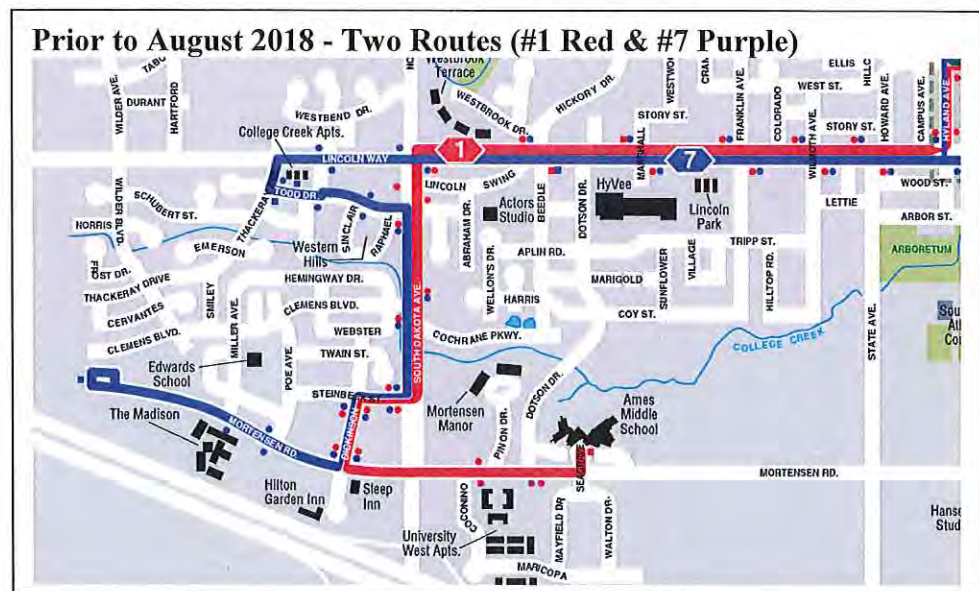 Prior to August 2018 - Two Routes (#1 Red & #7 Purple)
Westbrook
Terrace
WILDER AVE.
DURANT
HARTFORD
WESTBEND DR.
WESTBROOK DR.
HICKORY DR.
STORY ST.
FRANKLIN AVE.
COLORADO
ELLIS
WEST ST.
STORY ST.
WILMOTH AVE.
HOWARD AVE.
CAMPUS AVE.
HYLAND AVE.
College Creek Apts.
LINCOLN WAY
1
7
MARSHALL
TODD DR.
LINCOLN
SWING
BEEDLE
DOTSON DR.
HyVee
Lincoln
Park
LETTIE
WOOD ST.
ARBOR ST.
ARBORETUM
WILDER BLVD.
SCHUBERT ST.
THACKERAY
SINCLAIR
RAPHAEL
Western
Hills
ABRAHAM DR.
Actors
Studio
APLIN RD.
TRIPP ST.
NORRIS
EMERSON
HEMINGWAY DR.
WELLON'S DR.
MARIGOLD
SUNFLOWER
VILLAGE
HILLTOP RD.
THACKERAY DRIVE
CERVANTES
CLEMENS BLVD.
SMILEY
MILLER AVE.
CLEMENS BLVD.
WEBSTER
TWAIN ST.
POE AVE.
SOUTH DAKOTA AVE.
HARRIS
COY ST.
COCHRANE PKWY.
COLLEGE CREEK
STATE AVE.
Edwards
School
STEINBECK ST.
DICKINSON
The Madison
MORTENSEN RD.
Mortensen
Manor
PINON DR.
DOTSON DR.
Ames
Middle
School
SEAGRAVE
MORTENSEN RD.
Hilton
Garden Inn
Sleep
Inn
CONINO
University
West Apts.
MAYFIELD DR
WALTON DR.
MARICOPA